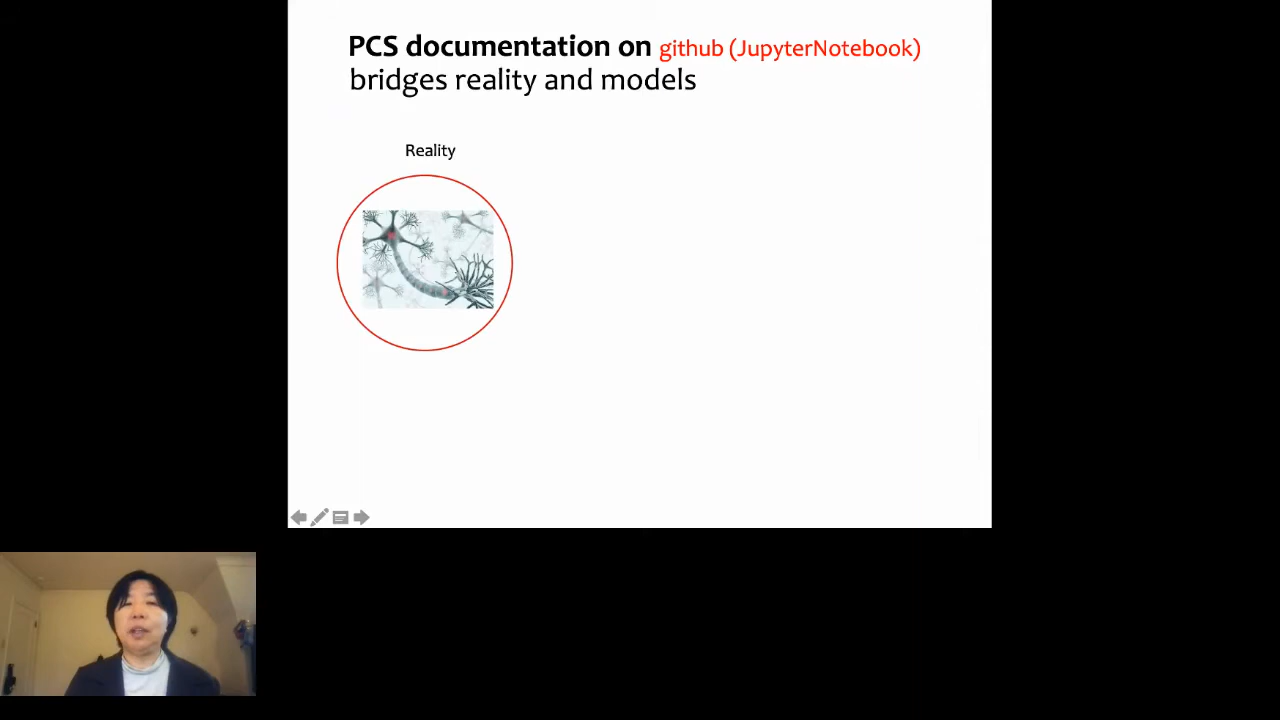 PCS documentation on github (JupyterNotebook)
bridges reality and models
Reality